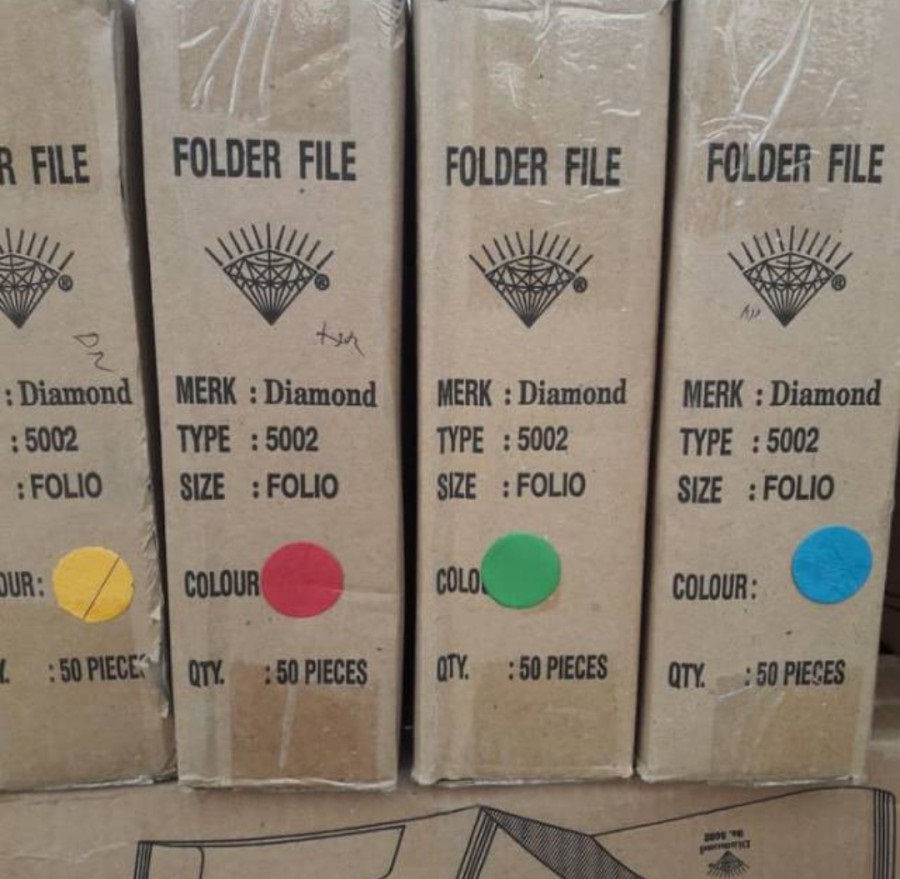 R FILE
: Diamond
: 5002
: FOLIO
OUR :
: 50 PIECE
FOLDER FILE
®
MERK : Diamond
TYPE : 5002
SIZE : FOLIO
COLOUR
QTY. : 50 PIECES
FOLDER FILE
®
MERK : Diamond
TYPE : 5002
SIZE : FOLIO
COLO
QTY. : 50 PIECES
FOLDER FILE
®
MERK : Diamond
TYPE : 5002
SIZE : FOLIO
COLOUR :
QTY. : 50 PIECES
Diamond